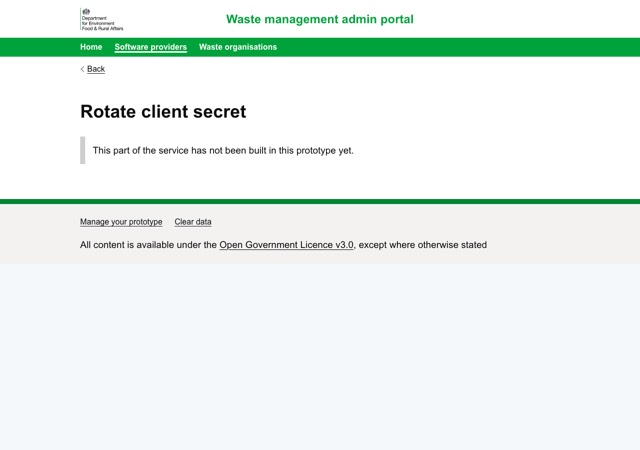 Department
for Environment
Food & Rural Affairs
Waste management admin portal
Home Software providers Waste organisations
Back
Rotate client secret
This part of the service has not been built in this prototype yet.
Manage your prototype Clear data
All content is available under the Open Government Licence v3.0, except where otherwise stated